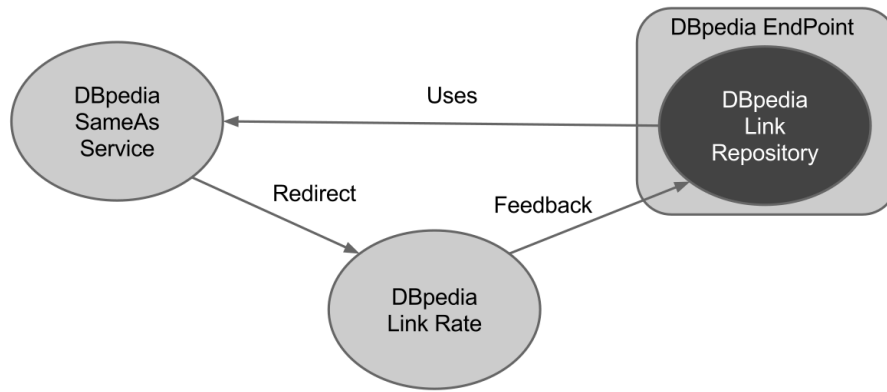 DBpedia EndPoint
DBpedia
SameAs
Service
Uses
DBpedia
Link
Repository
Redirect
Feedback
DBpedia
Link Rate